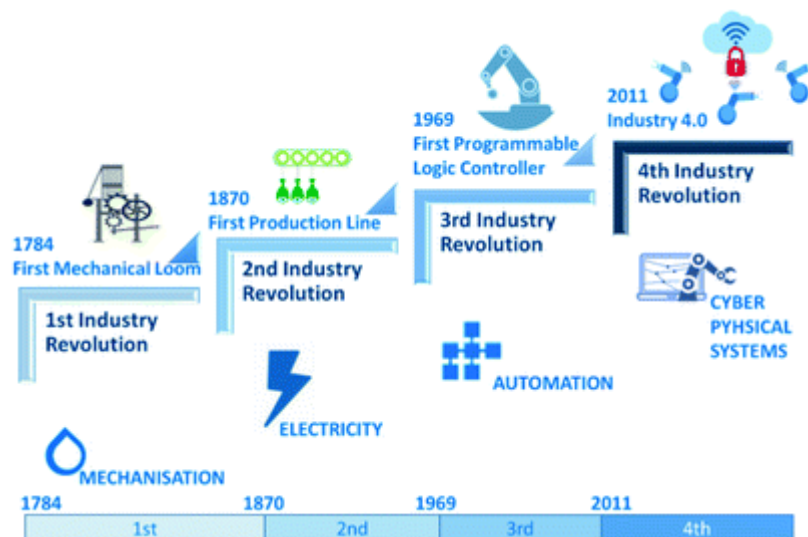 1784
First Mechanical Loom
1st Industry
Revolution
MECHANISATION
1870
First Production Line
2nd Industry
Revolution
ELECTRICITY
1969
First Programmable
Logic Controller
3rd Industry
Revolution
AUTOMATION
2011
Industry 4.0
4th Industry
Revolution
CYBER
PYHSICAL
SYSTEMS
1784 1870 1969 2011
1st 2nd 3rd 4th